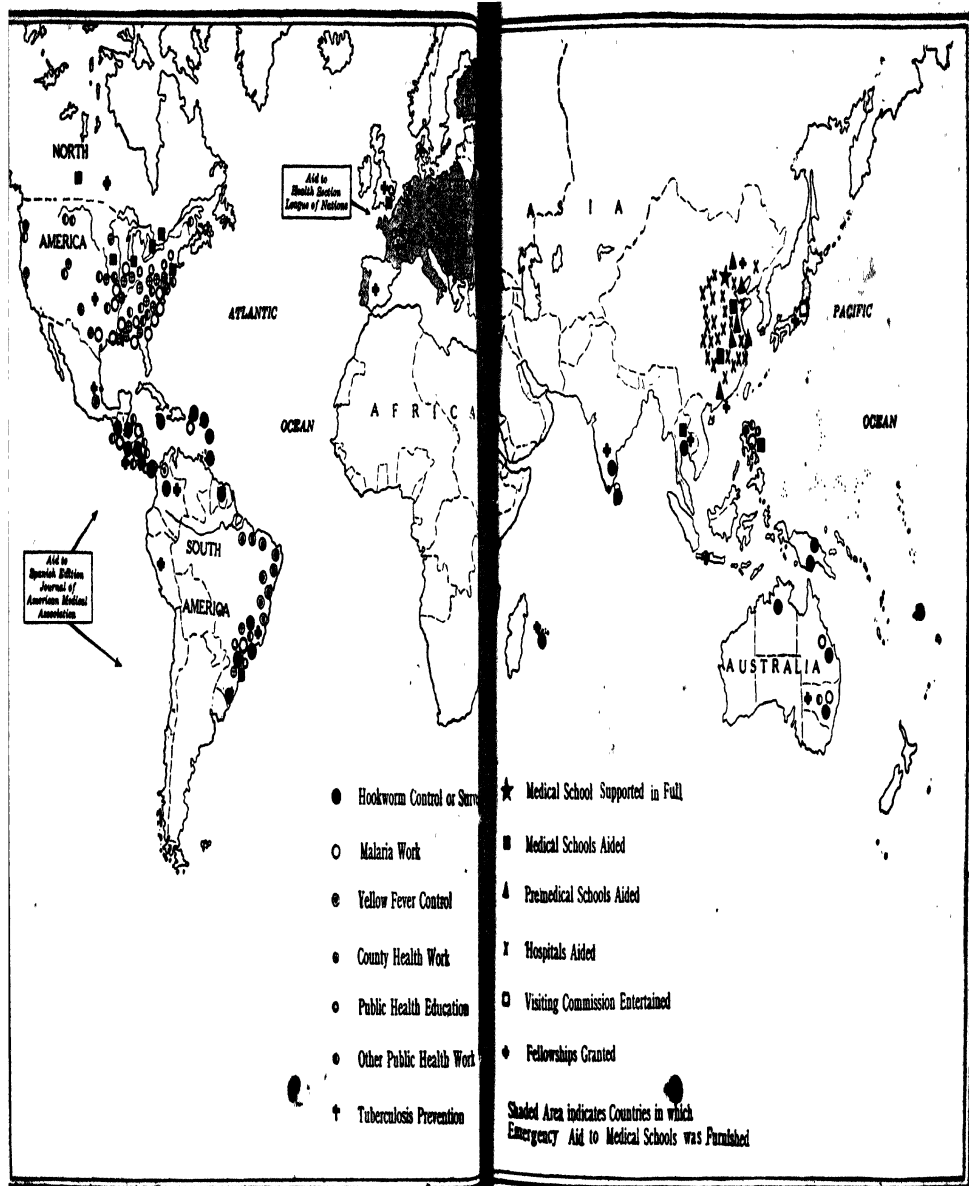 NORTH
AMERICA
Aid to
Health Section
League of Nations
ATLANTIC
OCEAN
AFRICA
ASIA
PACIFIC
OCEAN
Aid to
Spanish Edition
Journal of
American Medical
Association
SOUTH
AMERICA
AUSTRALIA
Hookworm Control or Surve
Malaria Work
Yellow Fever Control
County Health Work
Public Health Education
Other Public Health Work
Tuberculosis Prevention
Medical School Supported in Full
Medical Schools Aided
Premedical Schools Aided
Hospitals Aided
Visiting Commission Entertained
Fellowships Granted
Shaded Area indicates Countries in which
Emergency Aid to Medical Schools was Furnished